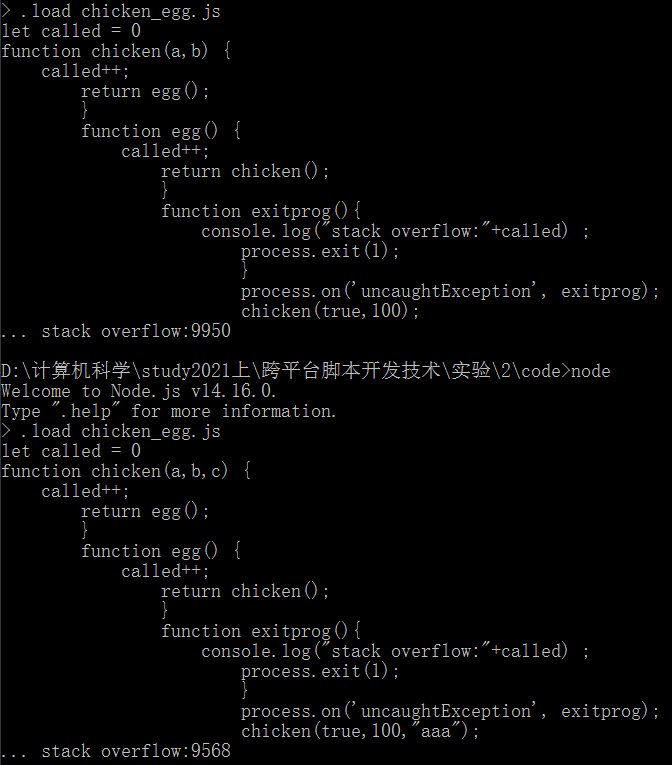 > .load chicken_egg.js
let called = 0
function chicken(a,b) {
    called++;
        return egg();
        }
        function egg() {
            called++;
                return chicken();
                }
                function exitprog(){
                    console.log("stack overflow:"+called) ;
                        process.exit(1);
                        }
                        process.on('uncaughtException', exitprog);
                        chicken(true,100);
... stack overflow:9950
D:\计算机科学\study2021上\跨平台脚本开发技术\实验\2\code>node
Welcome to Node.js v14.16.0.
Type ".help" for more information.
> .load chicken_egg.js
let called = 0
function chicken(a,b,c) {
    called++;
        return egg();
        }
        function egg() {
            called++;
                return chicken();
                }
                function exitprog(){
                    console.log("stack overflow:"+called) ;
                        process.exit(1);
                        }
                        process.on('uncaughtException', exitprog);
                        chicken(true,100,"aaa");
... stack overflow:9568